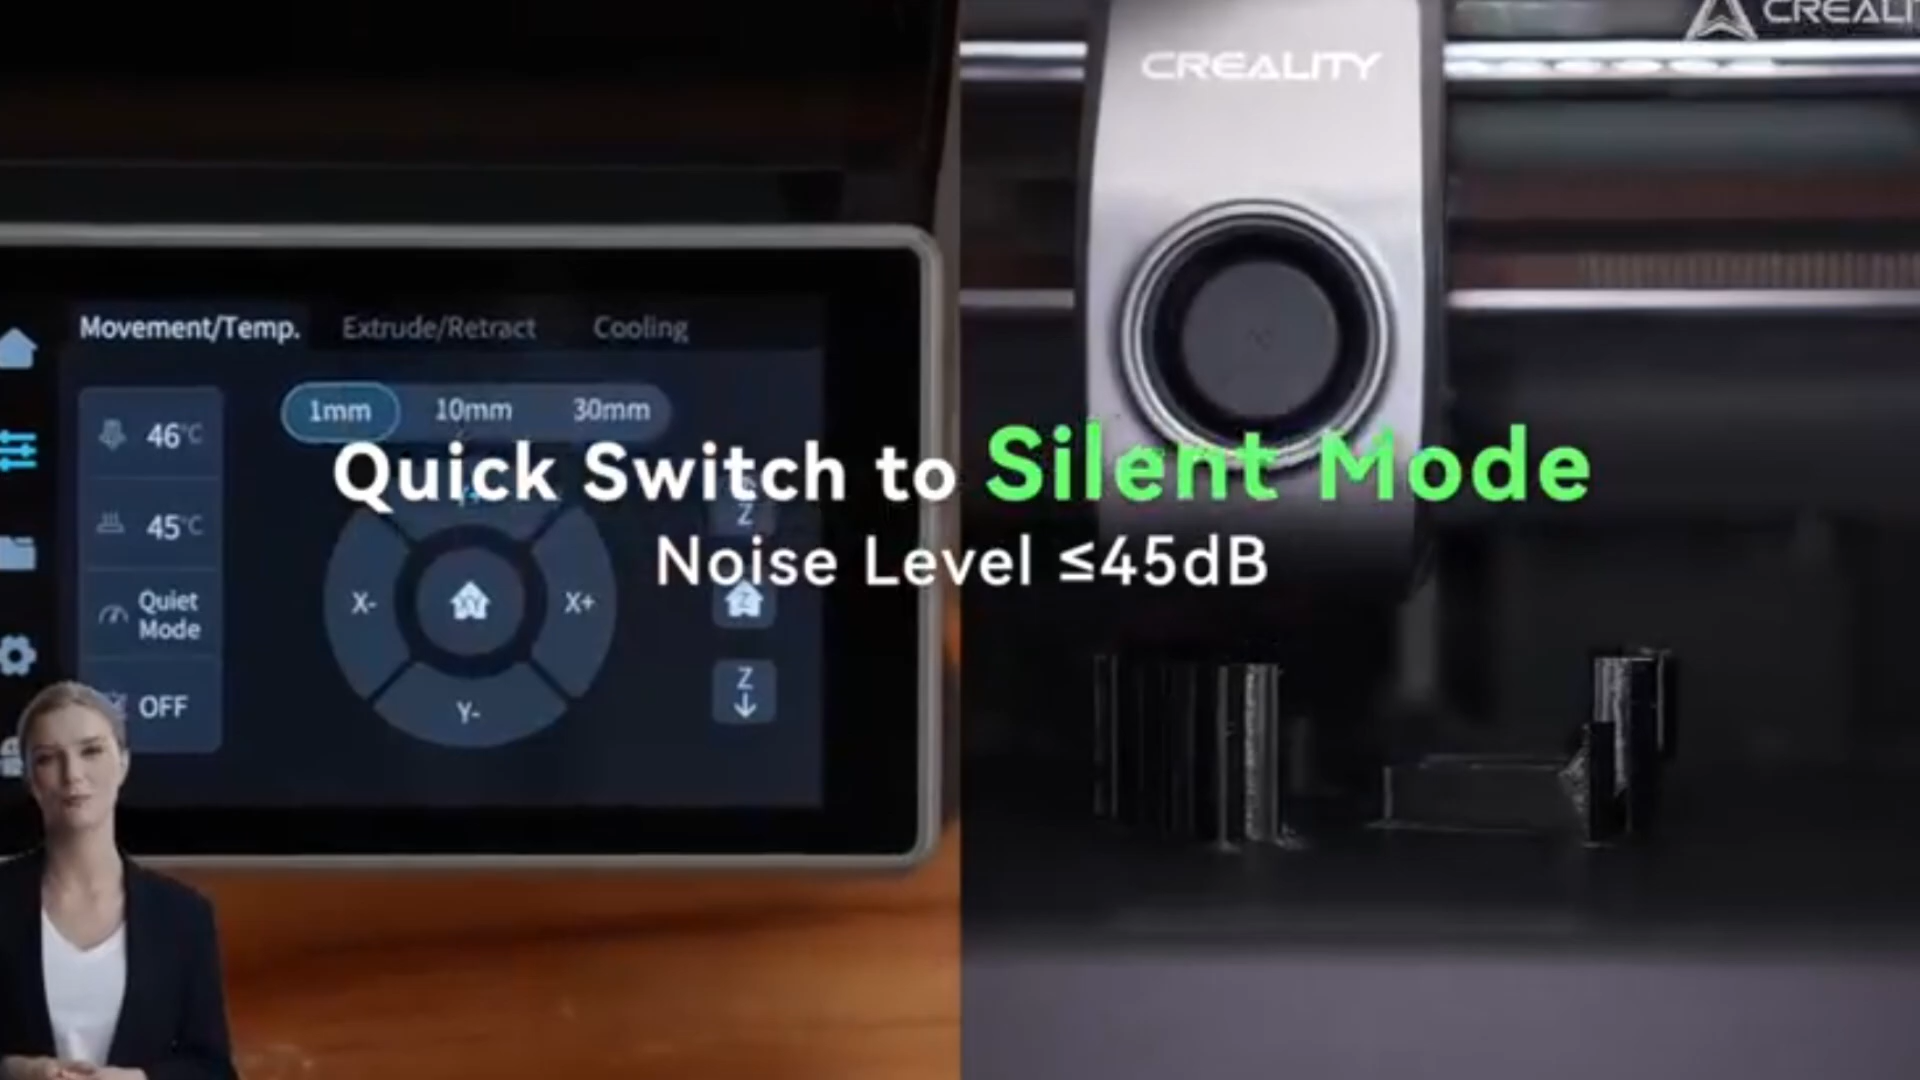 CREALITY
CREALI
Movement/Temp. Extrude/Retract Cooling
46°C
1mm 10mm 30mm
Quick Switch to Silent Mode
Noise Level ≤45dB
45°C
Z
X- X+
Z
Quiet
Mode
OFF
Y-
Z